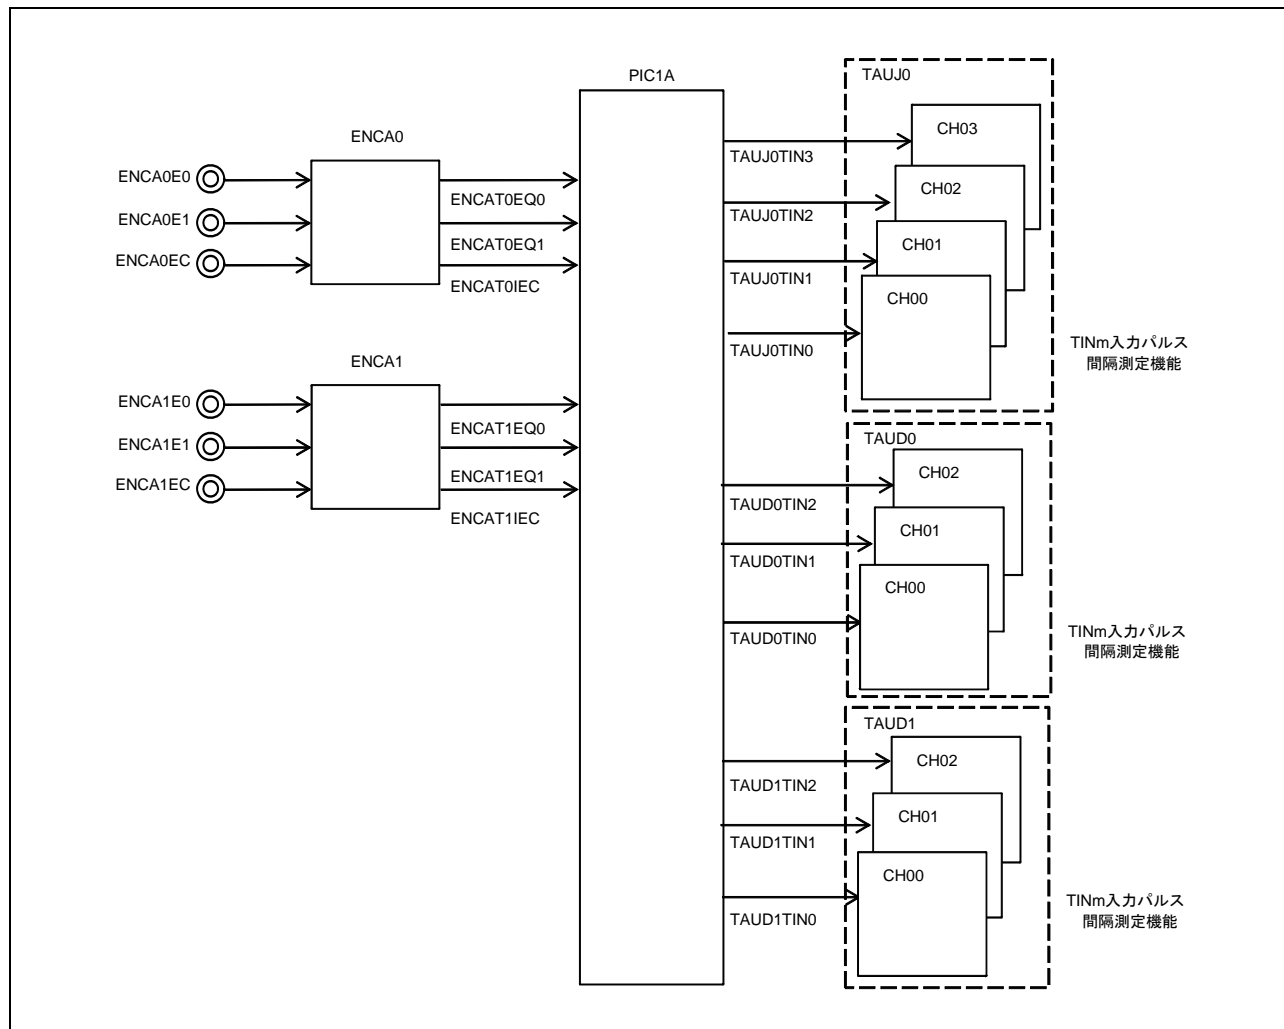 PIC1A
TAUJ0
CH03
TAUJ0TIN3
CH02
TAUJ0TIN2
CH01
TAUJ0TIN1
CH00
TAUJ0TIN0
TINm入力パルス
間隔測定機能
ENCA0
ENCA0E0
ENCAT0EQ0
ENCA0E1
ENCAT0EQ1
ENCA0EC
ENCAT0IEC
ENCA1
ENCA1E0
ENCAT1EQ0
ENCA1E1
ENCAT1EQ1
ENCA1EC
ENCAT1IEC
TAUD0
CH02
TAUD0TIN2
CH01
TAUD0TIN1
CH00
TAUD0TIN0
TINm入力パルス
間隔測定機能
TAUD1
CH02
TAUD1TIN2
CH01
TAUD1TIN1
CH00
TAUD1TIN0
TINm入力パルス
間隔測定機能